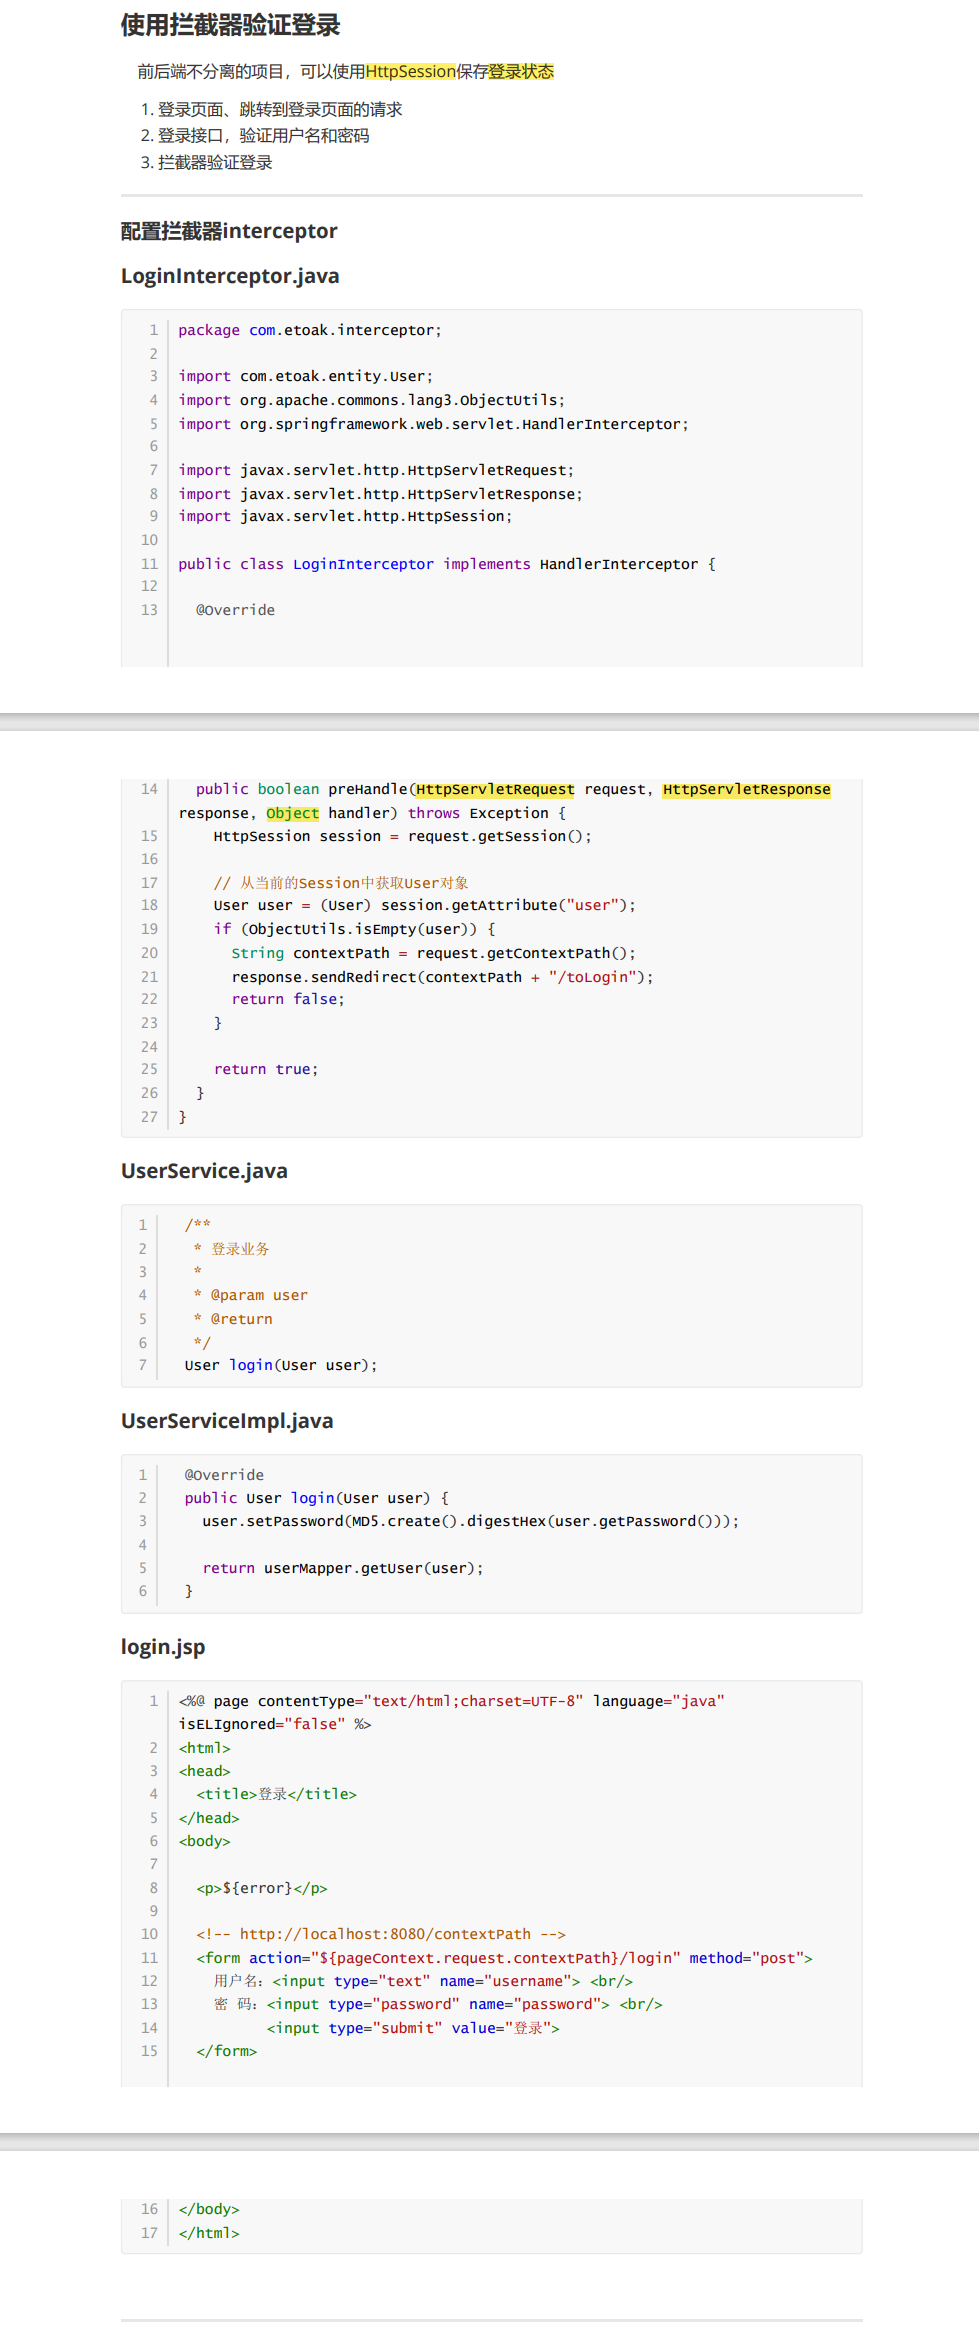 使用拦截器验证登录
前后端不分离的项目，可以使用HttpSession保存登录状态
1. 登录页面、跳转到登录页面的请求
2. 登录接口，验证用户名和密码
3. 拦截器验证登录
配置拦截器interceptor
LoginInterceptor.java
1 package com.etoak.interceptor;
2
3 import com.etoak.entity.User;
4 import org.apache.commons.lang3.ObjectUtils;
5 import org.springframework.web.servlet.HandlerInterceptor;
6
7 import javax.servlet.http.HttpServletRequest;
8 import javax.servlet.http.HttpServletResponse;
9 import javax.servlet.http.HttpSession;
10
11 public class LoginInterceptor implements HandlerInterceptor {
12
13   @Override
14   public boolean preHandle(HttpServletRequest request, HttpServletResponse
response, Object handler) throws Exception {
15     HttpSession session = request.getSession();
16
17     // 从当前的Session中获取User对象
18     User user = (User) session.getAttribute("user");
19     if (ObjectUtils.isEmpty(user)) {
20       String contextPath = request.getContextPath();
21       response.sendRedirect(contextPath + "/toLogin");
22       return false;
23     }
24
25     return true;
26   }
27 }
UserService.java
1   /**
2    * 登录业务
3    *
4    * @param user
5    * @return
6    */
7   User login(User user);
UserServiceImpl.java
1   @Override
2   public User login(User user) {
3     user.setPassword(MD5.create().digestHex(user.getPassword()));
4
5     return userMapper.getUser(user);
6   }
login.jsp
1 <%@ page contentType="text/html;charset=UTF-8" language="java"
isELIgnored="false" %>
2 <html>
3 <head>
4   <title>登录</title>
5 </head>
6 <body>
7
8   <p>${error}</p>
9
10   <!-- http://localhost:8080/contextPath -->
11   <form action="${pageContext.request.contextPath}/login" method="post">
12     用户名：<input type="text" name="username"> <br/>
13     密 码：<input type="password" name="password"> <br/>
14           <input type="submit" value="登录">
15   </form>
16 </body>
17 </html>